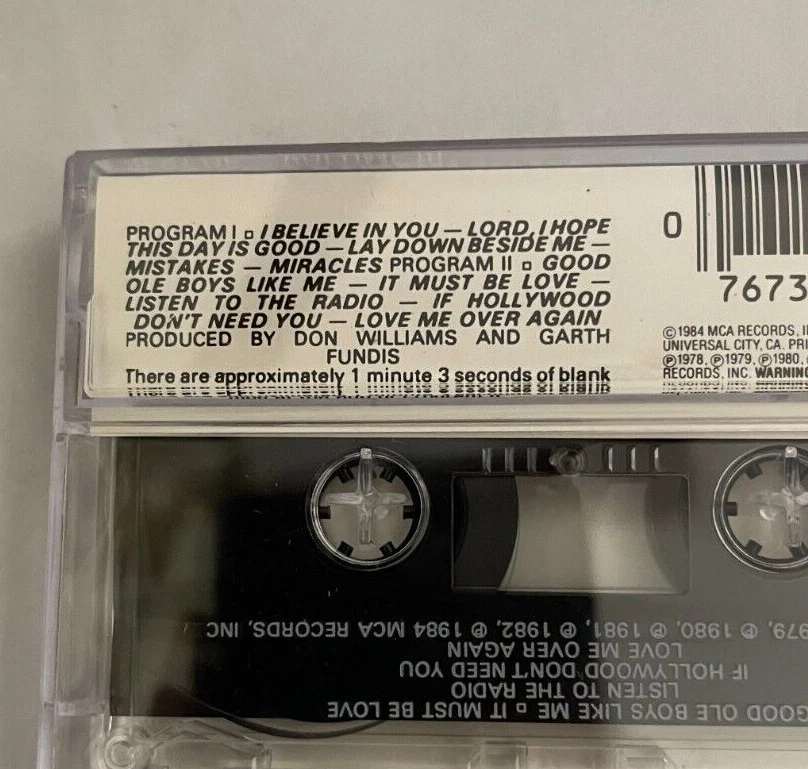 PROGRAM I ▫ I BELIEVE IN YOU — LORD, I HOPE
THIS DAY IS GOOD — LAY DOWN BESIDE ME —
MISTAKES — MIRACLES PROGRAM II ▫ GOOD
OLE BOYS LIKE ME — IT MUST BE LOVE —
LISTEN TO THE RADIO — IF HOLLYWOOD
DON'T NEED YOU — LOVE ME OVER AGAIN
PRODUCED BY DON WILLIAMS AND GARTH
FUNDIS
There are approximately 1 minute 3 seconds of blank
0
7673
©1984 MCA RECORDS,
UNIVERSAL CITY, CA.
℗1978, ℗1979, ℗1980,
RECORDS, INC. WARNING
GOOD OLE BOYS LIKE ME ▫ IT MUST BE LOVE
LISTEN TO THE RADIO
IF HOLLYWOOD DON'T NEED YOU
LOVE ME OVER AGAIN
979, ℗ 1980, ℗ 1981, ℗ 1982, ℗ 1984 MCA RECORDS, INC